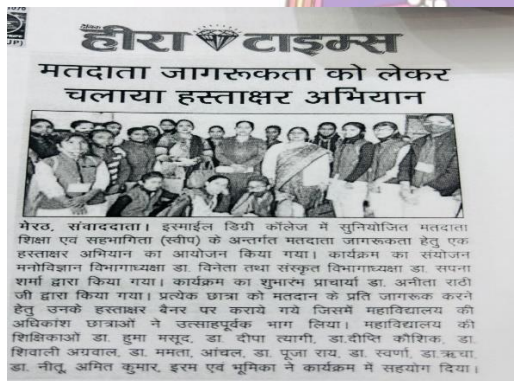 हीरा टाइम्स
मतदाता जागरूकता को लेकर
चलाया हस्ताक्षर अभियान
मेरठ, संवाददाता। इस्माईल डिग्री कॉलेज में सुनियोजित मतदाता
शिक्षा एवं सहभागिता (स्वीप) के अन्तर्गत मतदाता जागरूकता हेतु एक
हस्ताक्षर अभियान का आयोजन किया गया। कार्यक्रम का संयोजन
मनोविज्ञान विभागाध्यक्षा डा. विनेता तथा संस्कृत विभागाध्यक्षा डा. सपना
शर्मा द्वारा किया गया। कार्यक्रम का शुभारंभ प्राचार्या डा. अनीता राठी
जी द्वारा किया गया। प्रत्येक छात्रा को मतदान के प्रति जागरूक करने
हेतु उनके हस्ताक्षर बैनर पर कराये गये जिसमें महाविद्यालय की
अधिकांश छात्राओं ने उत्साहपूर्वक भाग लिया। महाविद्यालय की
शिक्षिकाओं डा. हुमा मसूद, डा. दीपा त्यागी, डा.दीप्ति कौशिक, डा.
शिवाली अग्रवाल, डा. ममता, आंचल, डा. पूजा राय, डा. स्वर्णा, डा.ऋचा,
डा. नीतू, अमित कुमार, इरम एवं भूमिका ने कार्यक्रम में सहयोग दिया।